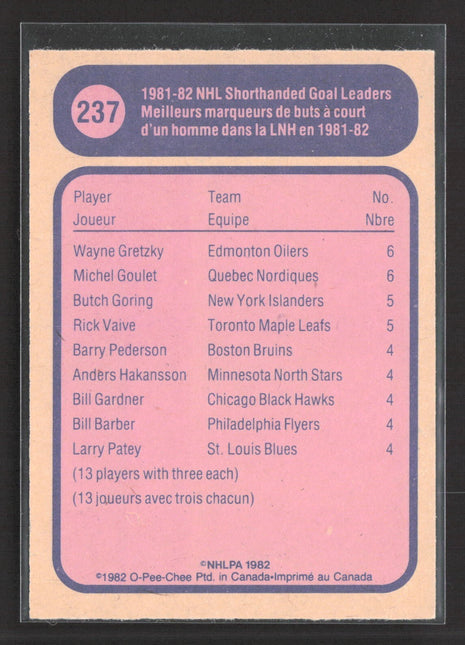 237
1981-82 NHL Shorthanded Goal Leaders
Meilleurs marqueurs de buts à court
d'un homme dans la LNH en 1981-82
Player Team No.
Joueur Equipe Nbre
Wayne Gretzky Edmonton Oilers 6
Michel Goulet Quebec Nordiques 6
Butch Goring New York Islanders 5
Rick Vaive Toronto Maple Leafs 5
Barry Pederson Boston Bruins 4
Anders Hakansson Minnesota North Stars 4
Bill Gardner Chicago Black Hawks 4
Bill Barber Philadelphia Flyers 4
Larry Patey St. Louis Blues 4
(13 players with three each)
(13 joueurs avec trois chacun)
©NHLPA 1982
©1982 O-Pee-Chee Ptd. in Canada•Imprimé au Canada